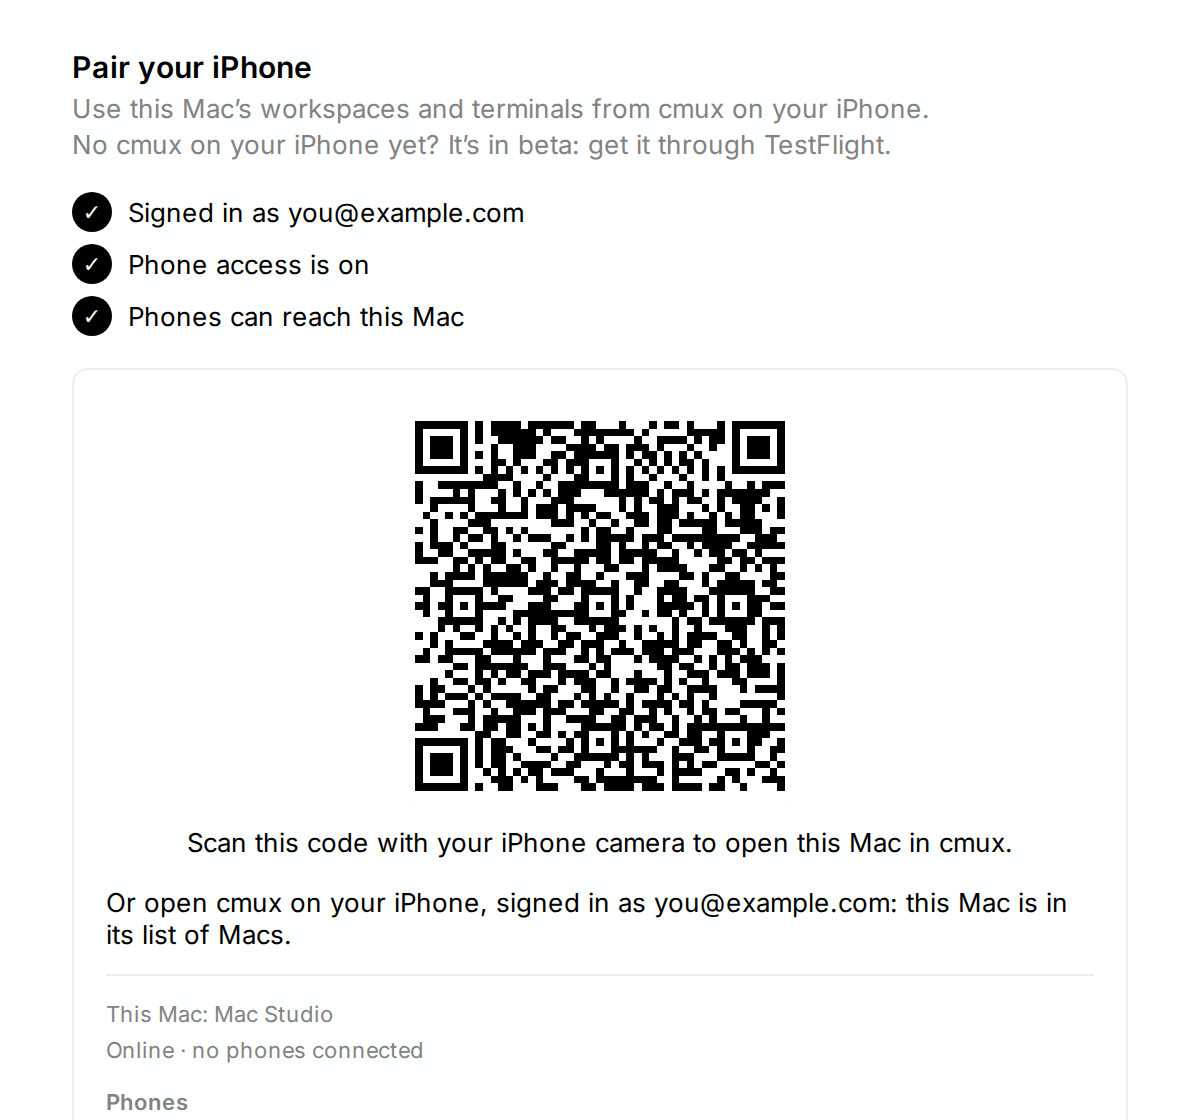 Pair your iPhone
Use this Mac’s workspaces and terminals from cmux on your iPhone.
No cmux on your iPhone yet? It’s in beta: get it through TestFlight.
Signed in as you@example.com
Phone access is on
Phones can reach this Mac
Scan this code with your iPhone camera to open this Mac in cmux.
Or open cmux on your iPhone, signed in as you@example.com: this Mac is in
its list of Macs.
This Mac: Mac Studio
Online · no phones connected
Phones